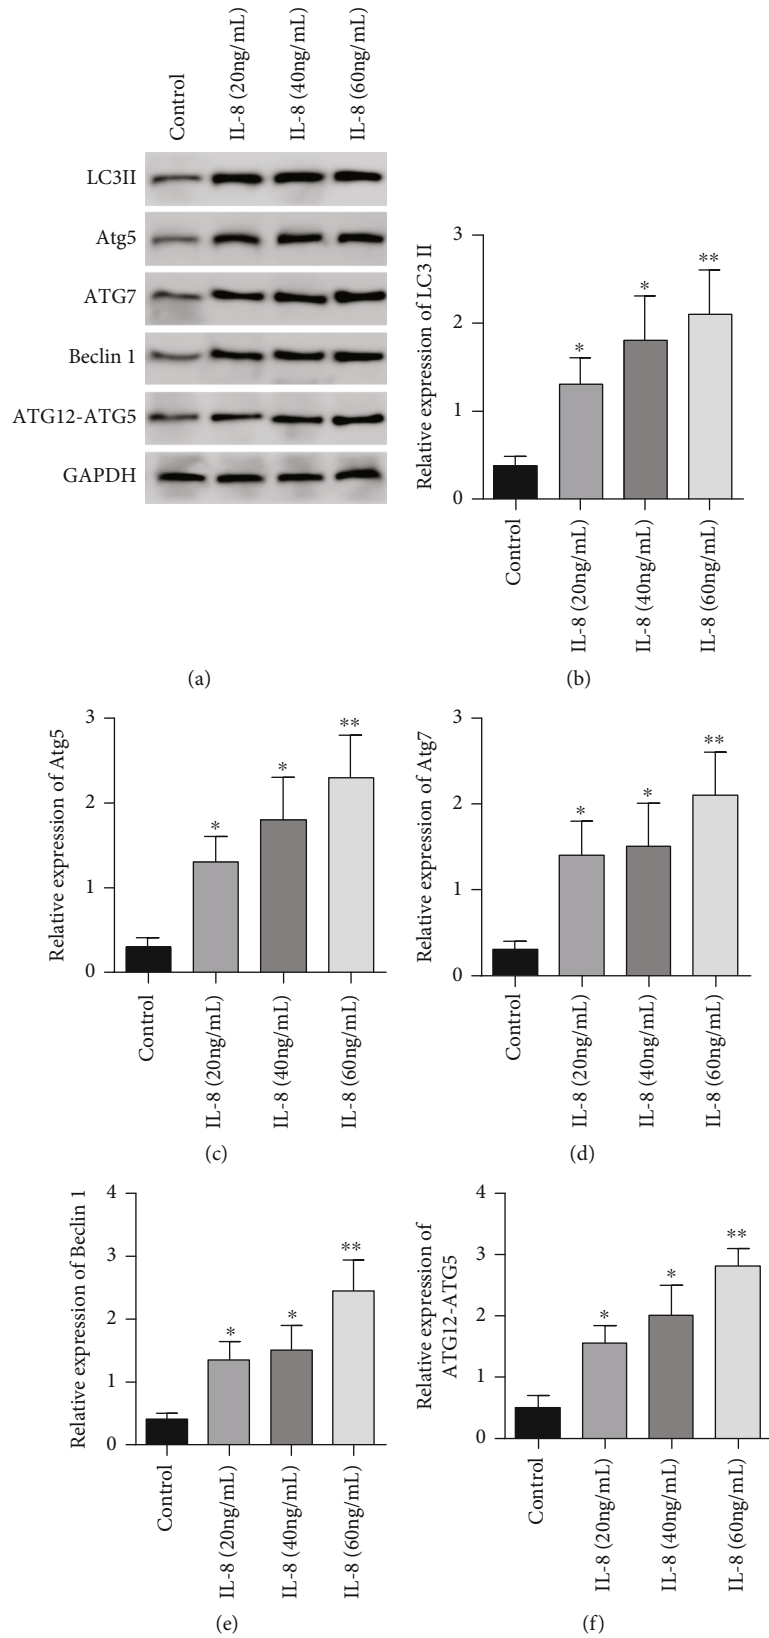 Control
IL-8 (20ng/mL)
IL-8 (40ng/mL)
IL-8 (60ng/mL)
LC3II
Atg5
ATG7
Beclin 1
ATG12-ATG5
GAPDH
(a)
Relative expression of LC3 II
3
2
1
0
*
*
**
Control
IL-8 (20ng/mL)
IL-8 (40ng/mL)
IL-8 (60ng/mL)
(b)
Relative expression of Atg5
3
2
1
0
*
*
**
Control
IL-8 (20ng/mL)
IL-8 (40ng/mL)
IL-8 (60ng/mL)
(c)
Relative expression of Atg7
3
2
1
0
*
*
**
Control
IL-8 (20ng/mL)
IL-8 (40ng/mL)
IL-8 (60ng/mL)
(d)
Relative expression of Beclin 1
4
3
2
1
0
*
*
**
Control
IL-8 (20ng/mL)
IL-8 (40ng/mL)
IL-8 (60ng/mL)
(e)
Relative expression of
ATG12-ATG5
4
3
2
1
0
*
*
**
Control
IL-8 (20ng/mL)
IL-8 (40ng/mL)
IL-8 (60ng/mL)
(f)